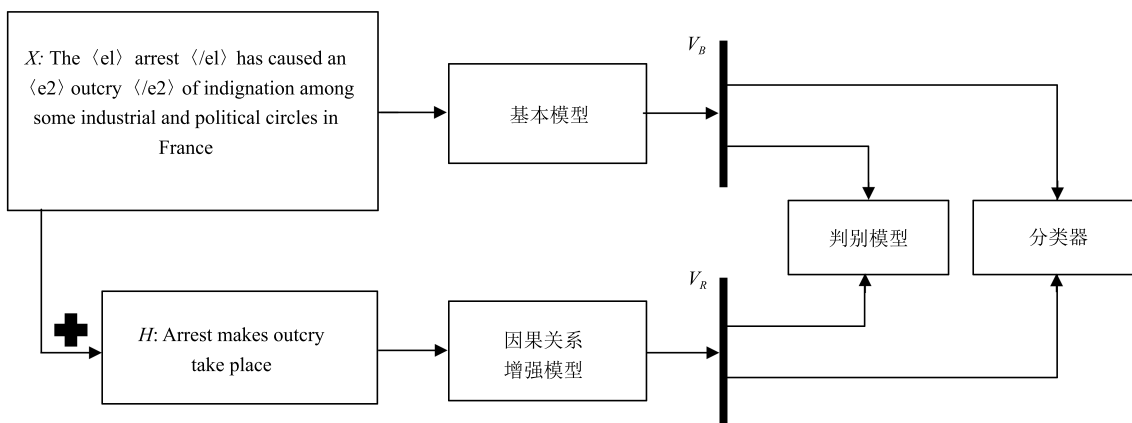 X: The〈el〉arrest〈/el〉has caused an
〈e2〉outcry〈/e2〉of indignation among
some industrial and political circles in
France
基本模型
V_B
判别模型
分类器
H: Arrest makes outcry
take place
因果关系
增强模型
V_R